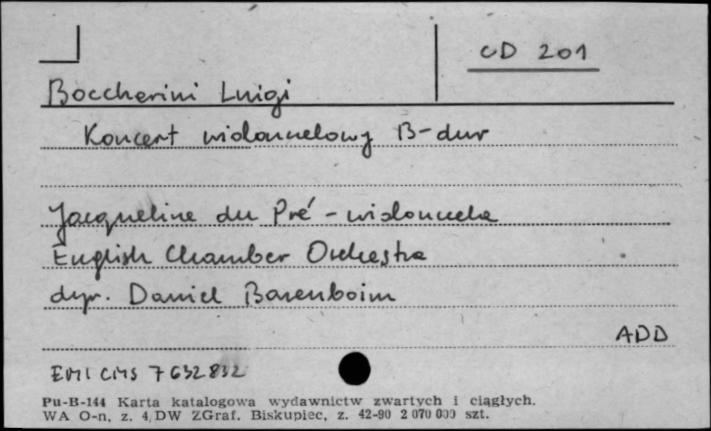 CD 201
Boccherini Luigi
Koncert wiolonczelowy B-dur
Jacqueline du Pré - wiolonczela
English Chamber Orchestra
dyr. Daniel Barenboim
ADD
EMI CMS 7 632832
Pu-B-144 Karta katalogowa wydawnictw zwartych i ciągłych.
WA O-n, z. 4/DW ZGraf. Biskupiec, z. 42-90 2 070 000 szt.